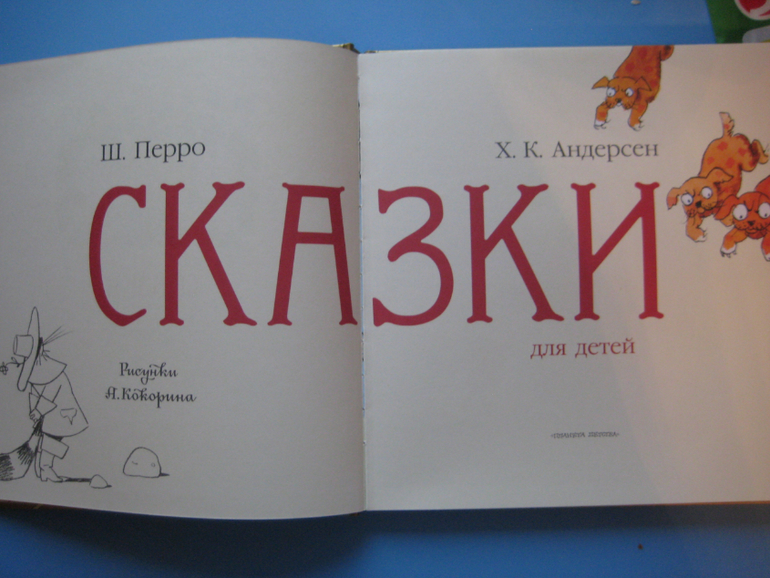 Ш. Перро
Х. К. Андерсен
СКАЗКИ
для детей
Рисунки
А. Кокорина